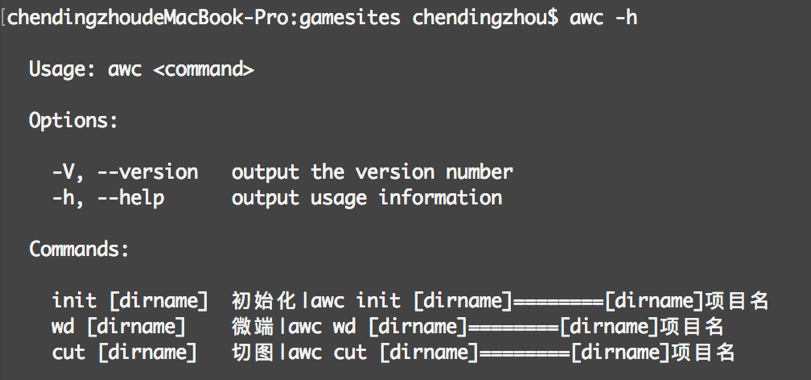 [chendingzhoudeMacBook-Pro:gamesites chendingzhou$ awc -h
Usage: awc <command>
Options:
-V, --version output the version number
-h, --help output usage information
Commands:
init [dirname] 初始化|awc init [dirname]========[dirname]项目名
wd [dirname] 微端|awc wd [dirname]========[dirname]项目名
cut [dirname] 切图|awc cut [dirname]========[dirname]项目名